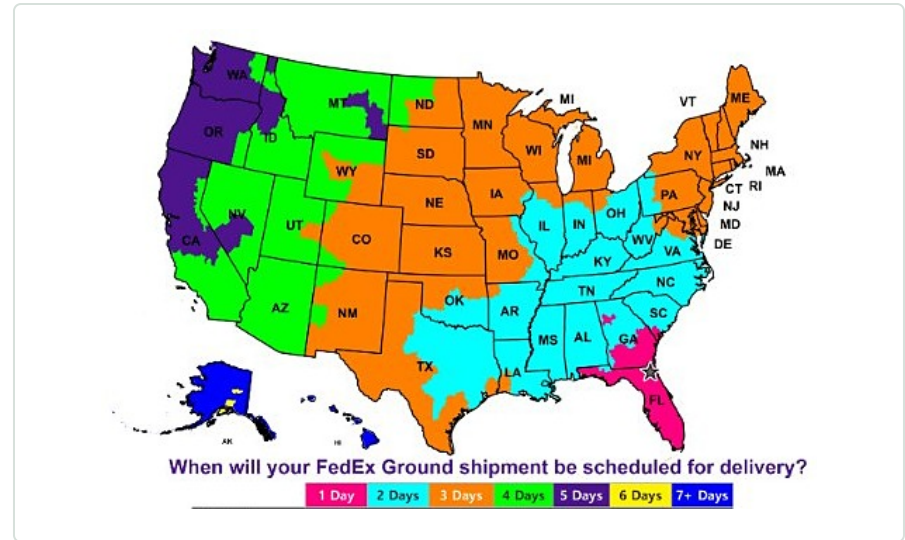 WA
MT
ND
MN
MI
VT
ME
OR
ID
SD
WI
MI
NY
NH
MA
WY
IA
PA
CT
RI
NJ
NE
NV
UT
CO
IL
IN
OH
MD
DE
CA
KS
MO
WV
VA
KY
AZ
NM
OK
TN
NC
AR
SC
MS
AL
GA
TX
LA
FL
AK
HI
When will your FedEx Ground shipment be scheduled for delivery?
1 Day 2 Days 3 Days 4 Days 5 Days 6 Days 7+ Days